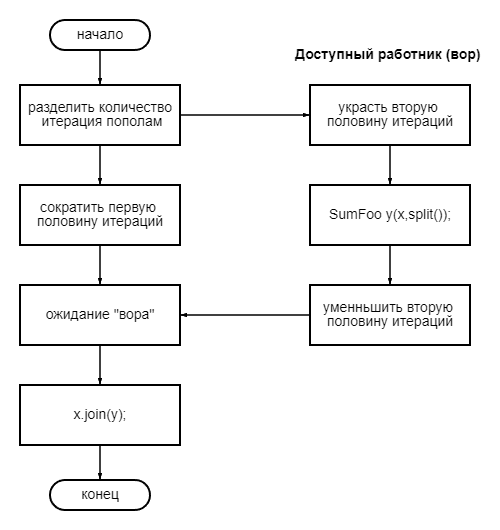 начало
Доступный работник (вор)
разделить количество
итерация пополам
украсть вторую
половину итераций
сократить первую
половину итераций
SumFoo y(x,split());
ожидание "вора"
уменньшить вторую
половину итераций
x.join(y);
конец